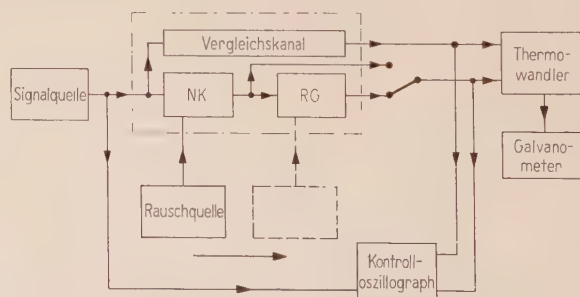 Vergleichskanal
Signalquelle
NK
RG
Thermo-
wandler
Galvano-
meter
Rauschquelle
Kontroll-
oszillograph